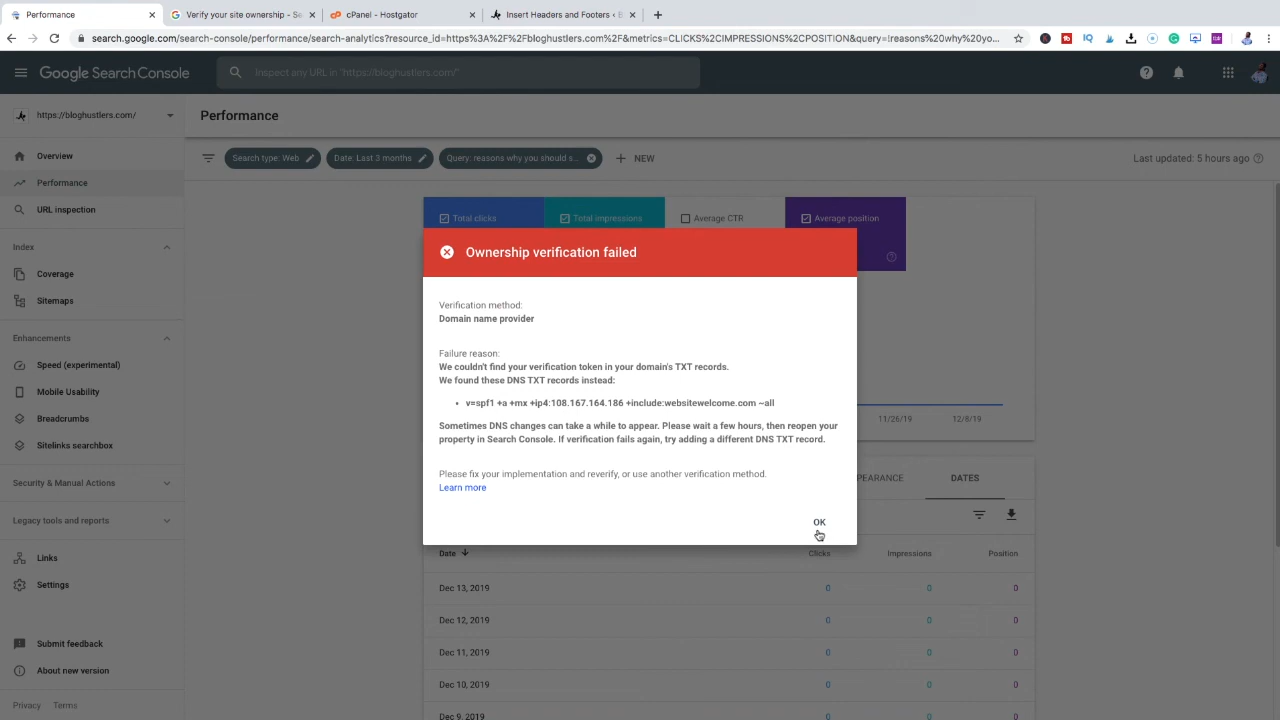 Performance
Verify your site ownership - Se
cPanel - Hostgator
Insert Headers and Footers ‹ B
search.google.com/search-console/performance/search-analytics?resource_id=https%3A%2F%2Fbloghustlers.com%2F&metrics=CLICKS%2CIMPRESSIONS%2CPOSITION&query=!reasons%20why%20yo...
Google Search Console
Inspect any URL in "https://bloghustlers.com/"
https://bloghustlers.com/
Performance
Overview
Performance
URL inspection
Index
Coverage
Sitemaps
Enhancements
Speed (experimental)
Mobile Usability
Breadcrumbs
Sitelinks searchbox
Security & Manual Actions
Legacy tools and reports
Links
Settings
Submit feedback
About new version
Privacy Terms
Search type: Web
Date: Last 3 months
Query: reasons why you should s...
NEW
Last updated: 5 hours ago
Total clicks
Total impressions
Average CTR
Average position
Ownership verification failed
Verification method:
Domain name provider
Failure reason:
We couldn't find your verification token in your domain's TXT records.
We found these DNS TXT records instead:
• v=spf1 +a +mx +ip4:108.167.164.186 +include:websitewelcome.com ~all
Sometimes DNS changes can take a while to appear. Please wait a few hours, then reopen your
property in Search Console. If verification fails again, try adding a different DNS TXT record.
Please fix your implementation and reverify, or use another verification method.
Learn more
OK
11/26/19 12/8/19
PEARANCE DATES
Date Clicks Impressions Position
Dec 13, 2019 0 0 0
Dec 12, 2019 0 0 0
Dec 11, 2019 0 0 0
Dec 10, 2019 0 0 0
Dec 9, 2019 0 0 0